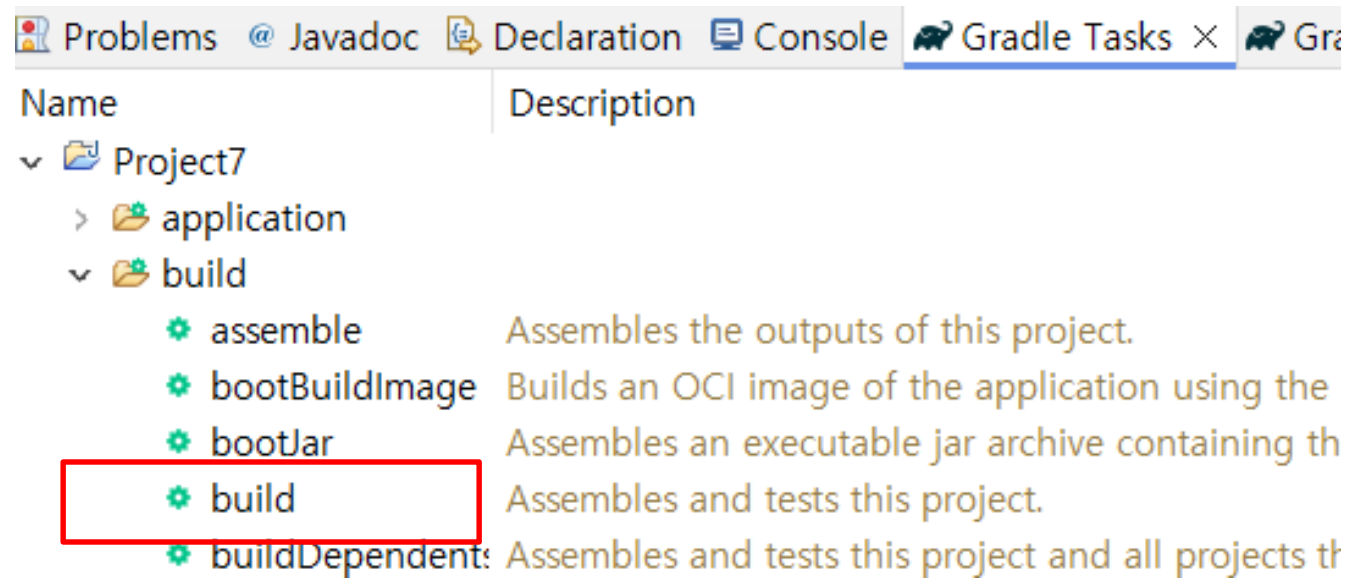 Problems @ Javadoc Declaration Console Gradle Tasks × Gra
Name Description
Project7
application
build
assemble Assembles the outputs of this project.
bootBuildImage Builds an OCI image of the application using the
bootJar Assembles an executable jar archive containing th
build Assembles and tests this project.
buildDependents Assembles and tests this project and all projects th